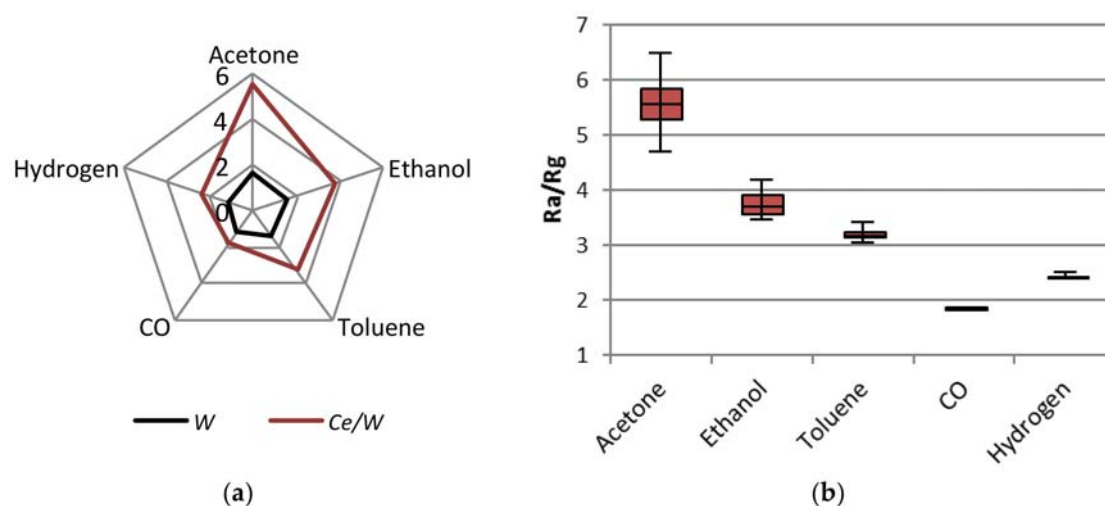 Acetone
6
4
2
0
Hydrogen
Ethanol
CO
Toluene
W
Ce/W
(a)
Ra/Rg
7
6
5
4
3
2
1
Acetone
Ethanol
Toluene
CO
Hydrogen
(b)